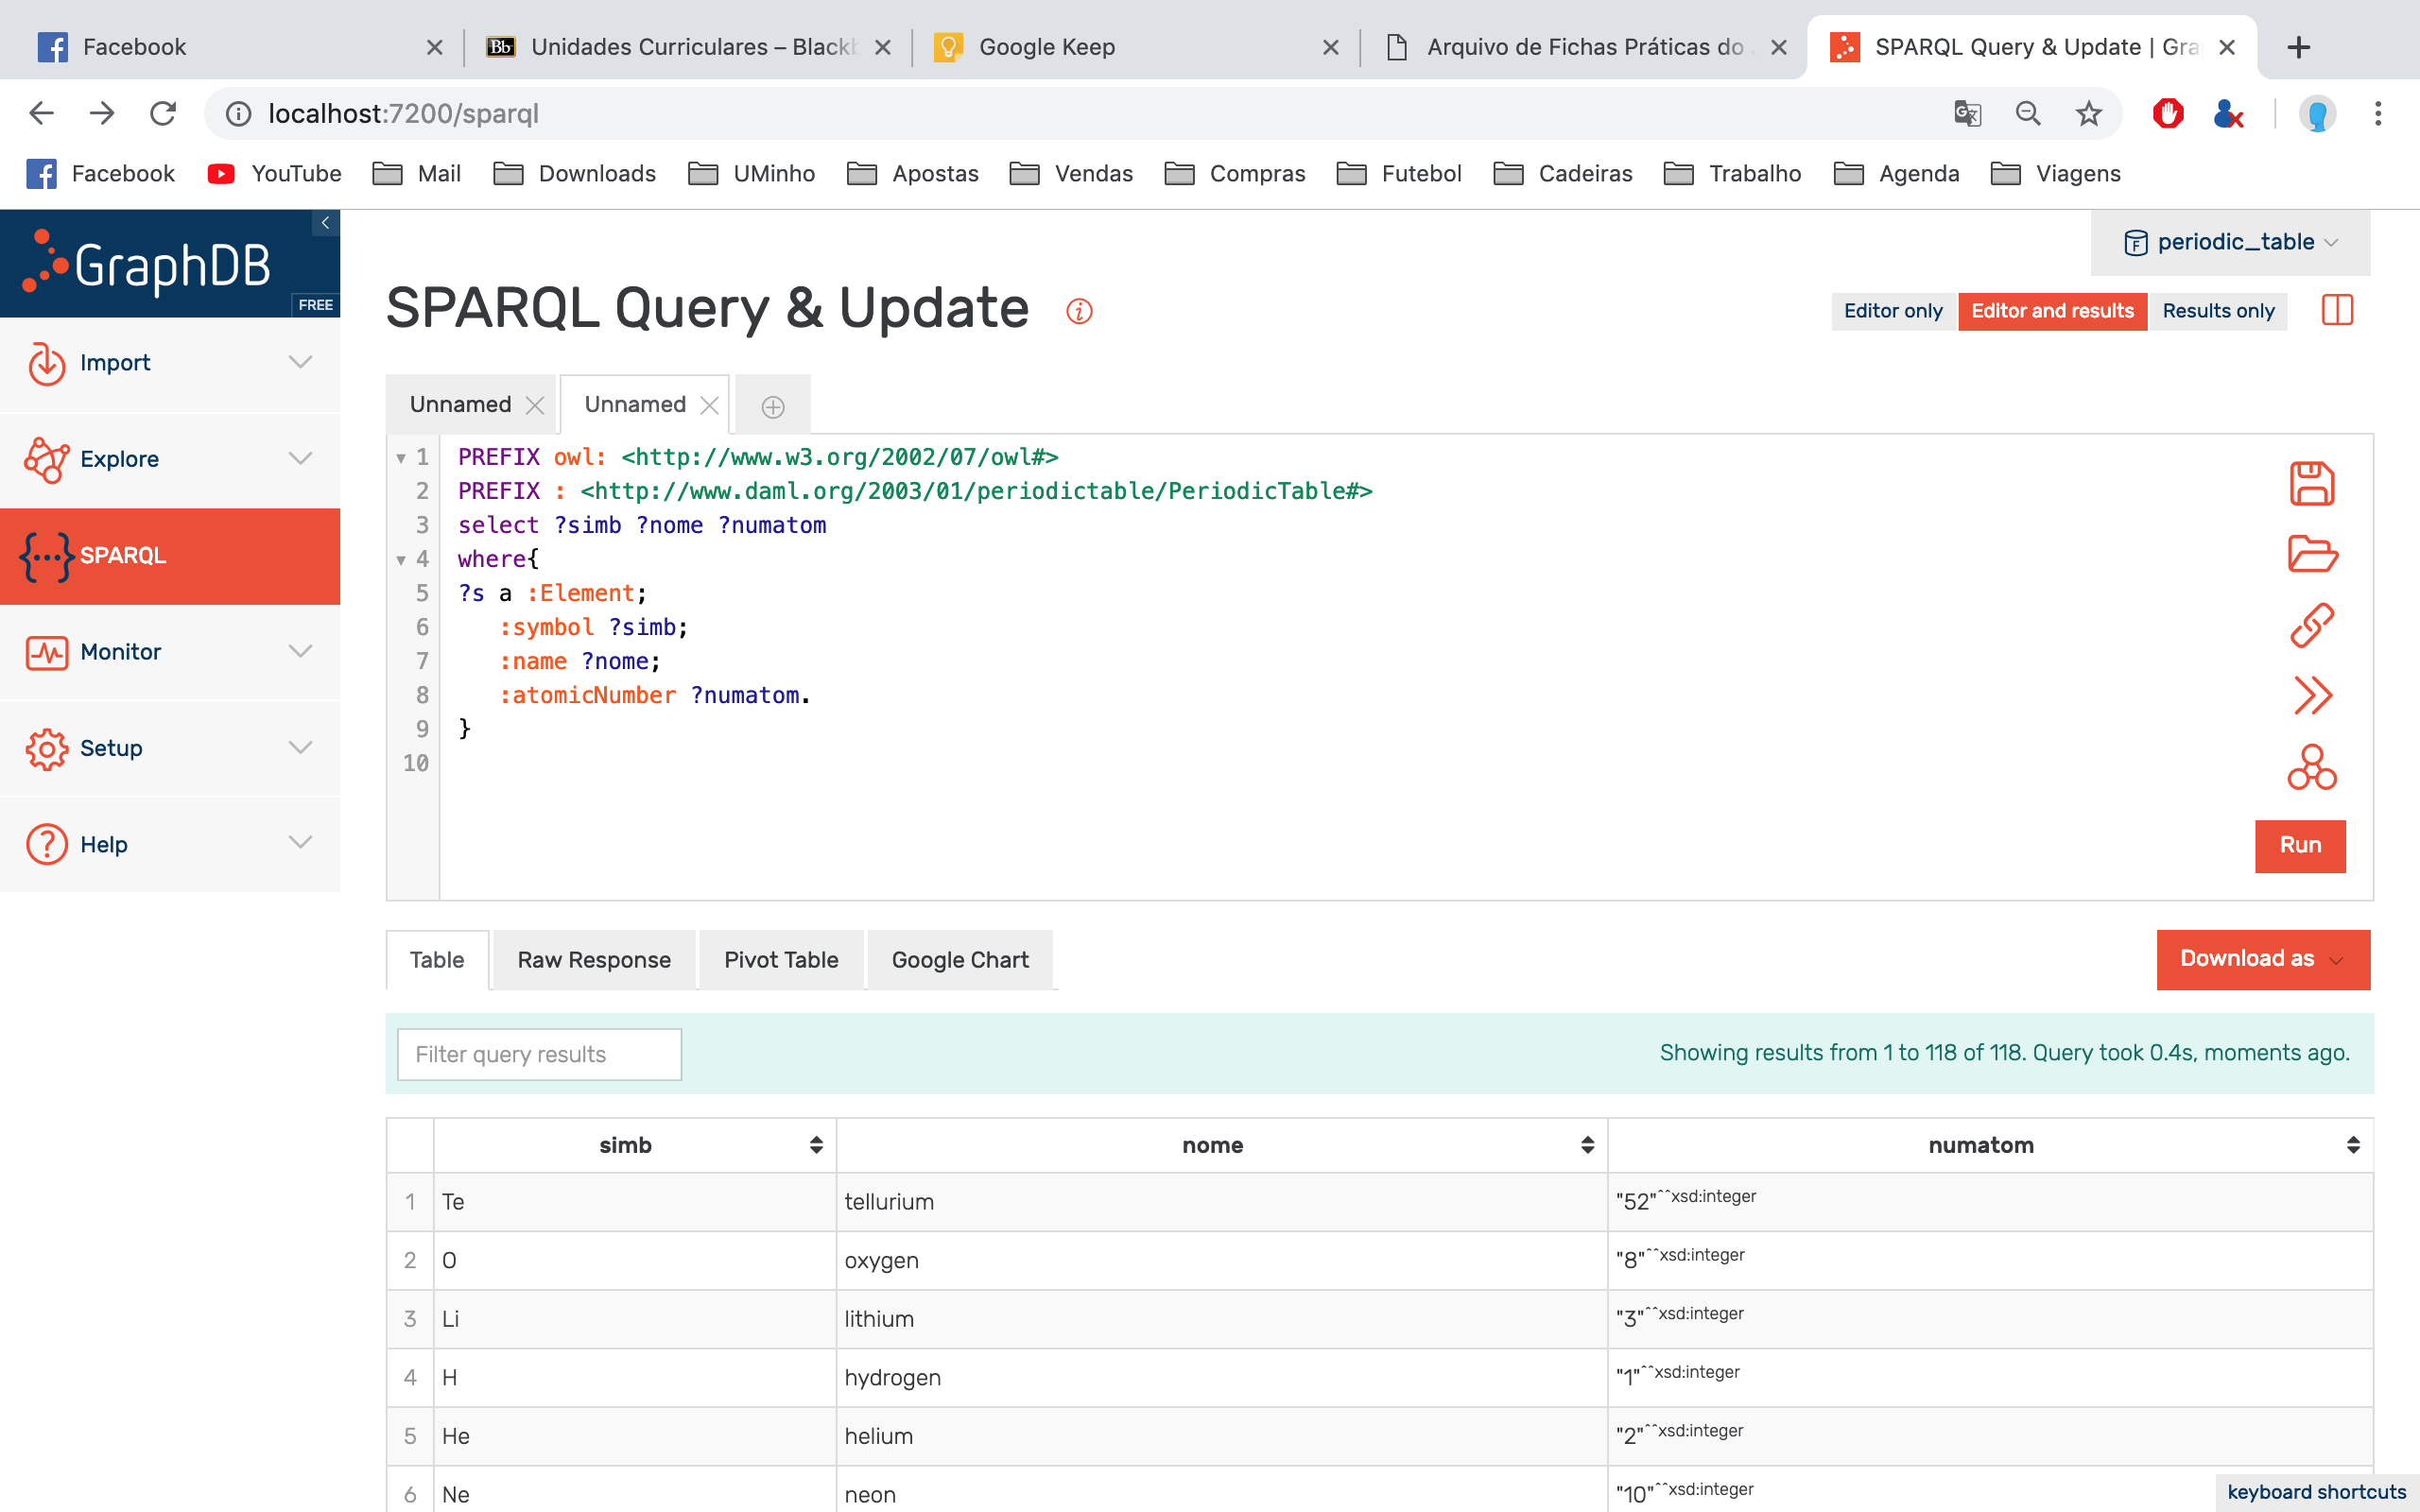 Facebook
Unidades Curriculares – Blackb
Google Keep
Arquivo de Fichas Práticas do
SPARQL Query & Update | Gra
localhost:7200/sparql
Facebook YouTube Mail Downloads UMinho Apostas Vendas Compras Futebol Cadeiras Trabalho Agenda Viagens
GraphDB
FREE
Import
Explore
SPARQL
Monitor
Setup
Help
periodic_table
SPARQL Query & Update
Editor only Editor and results Results only
Unnamed Unnamed
1 PREFIX owl: <http://www.w3.org/2002/07/owl#>
2 PREFIX : <http://www.daml.org/2003/01/periodictable/PeriodicTable#>
3 select ?simb ?nome ?numatom
4 where{
5 ?s a :Element;
6 :symbol ?simb;
7 :name ?nome;
8 :atomicNumber ?numatom.
9 }
10
Run
Table Raw Response Pivot Table Google Chart
Download as
Filter query results
Showing results from 1 to 118 of 118. Query took 0.4s, moments ago.
simb nome numatom
1 Te tellurium "52"^^xsd:integer
2 O oxygen "8"^^xsd:integer
3 Li lithium "3"^^xsd:integer
4 H hydrogen "1"^^xsd:integer
5 He helium "2"^^xsd:integer
6 Ne neon "10"^^xsd:integer
keyboard shortcuts